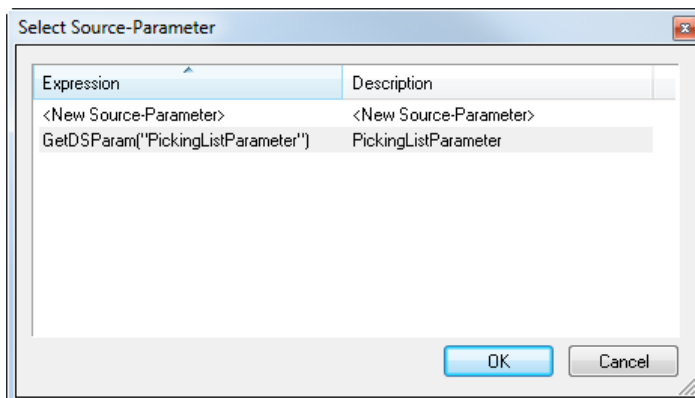 Select Source-Parameter
Expression Description
<New Source-Parameter> <New Source-Parameter>
GetDSParam("PickingListParameter") PickingListParameter
OK Cancel